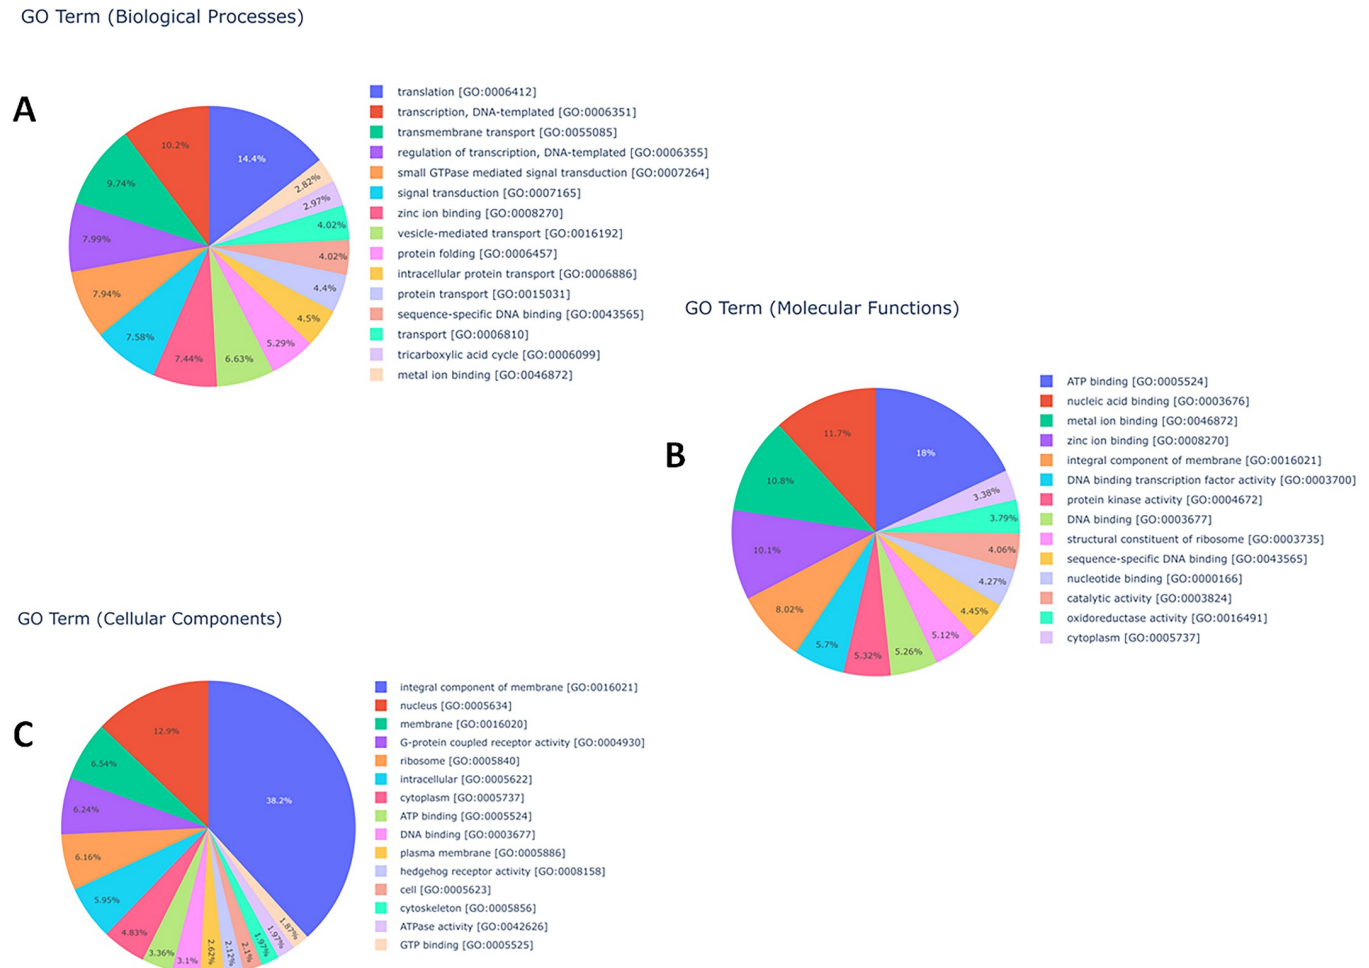 GO Term (Biological Processes)
A
14.4%
10.2%
9.74%
7.99%
7.94%
7.58%
7.44%
6.63%
5.29%
4.5%
4.4%
4.02%
4.02%
2.97%
2.82%
translation [GO:0006412]
transcription, DNA-templated [GO:0006351]
transmembrane transport [GO:0055085]
regulation of transcription, DNA-templated [GO:0006355]
small GTPase mediated signal transduction [GO:0007264]
signal transduction [GO:0007165]
zinc ion binding [GO:0008270]
vesicle-mediated transport [GO:0016192]
protein folding [GO:0006457]
intracellular protein transport [GO:0006886]
protein transport [GO:0015031]
sequence-specific DNA binding [GO:0043565]
transport [GO:0006810]
tricarboxylic acid cycle [GO:0006099]
metal ion binding [GO:0046872]
GO Term (Molecular Functions)
B
18%
11.7%
10.8%
10.1%
8.02%
5.7%
5.32%
5.26%
5.12%
4.45%
4.27%
4.06%
3.79%
3.38%
ATP binding [GO:0005524]
nucleic acid binding [GO:0003676]
metal ion binding [GO:0046872]
zinc ion binding [GO:0008270]
integral component of membrane [GO:0016021]
DNA binding transcription factor activity [GO:0003700]
protein kinase activity [GO:0004672]
DNA binding [GO:0003677]
structural constituent of ribosome [GO:0003735]
sequence-specific DNA binding [GO:0043565]
nucleotide binding [GO:0000166]
catalytic activity [GO:0003824]
oxidoreductase activity [GO:0016491]
cytoplasm [GO:0005737]
GO Term (Cellular Components)
C
38.2%
12.9%
6.54%
6.24%
6.16%
5.95%
4.83%
3.36%
3.1%
2.62%
2.12%
2.1%
1.97%
1.97%
1.87%
integral component of membrane [GO:0016021]
nucleus [GO:0005634]
membrane [GO:0016020]
G-protein coupled receptor activity [GO:0004930]
ribosome [GO:0005840]
intracellular [GO:0005622]
cytoplasm [GO:0005737]
ATP binding [GO:0005524]
DNA binding [GO:0003677]
plasma membrane [GO:0005886]
hedgehog receptor activity [GO:0008158]
cell [GO:0005623]
cytoskeleton [GO:0005856]
ATPase activity [GO:0042626]
GTP binding [GO:0005525]